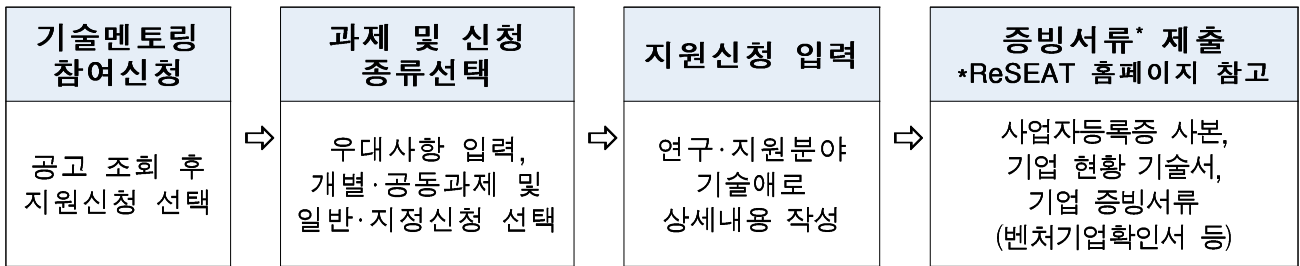 기술멘토링
참여신청
공고 조회 후
지원신청 선택
⇨
과제 및 신청
종류선택
우대사항 입력,
개별·공동과제 및
일반·지정신청 선택
⇨
지원신청 입력
연구·지원분야
기술애로
상세내용 작성
⇨
증빙서류* 제출
*ReSEAT 홈페이지 참고
사업자등록증 사본,
기업 현황 기술서,
기업 증빙서류
(벤처기업확인서 등)